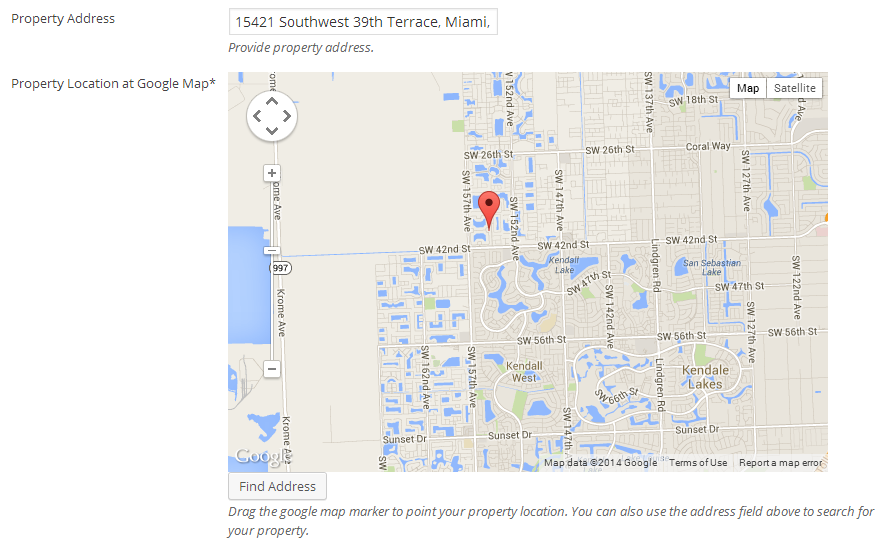 Property Address
15421 Southwest 39th Terrace, Miami,
Provide property address.
Property Location at Google Map*
Map
Satellite
SW 152nd Ave
SW 137th Ave
SW 18th St
SW 26th St
SW 26th St
Coral Way
SW 157th Ave
SW 152nd Ave
SW 147th Ave
SW 127th Ave
Krome Ave
SW 42nd St
SW 42nd St
SW 42nd St
Kendall
Lake
San Sebastian
Lake
997
SW 47th St
SW 47th St
Lindgren Rd
SW 142nd Ave
SW 122nd Ave
SW 127th Ave
Krome Ave
SW 56th St
SW 56th St
SW 162nd Ave
SW 157th Ave
Kendall
West
Lindgren Rd
Kendale
Lakes
SW 56th St
SW 147th
Krome Ave
Sunset Dr
Sunset Dr
Sunset Dr
SW
Google
Map data ©2014 Google
Terms of Use
Report a map error
Find Address
Drag the google map marker to point your property location. You can also use the address field above to search for
your property.